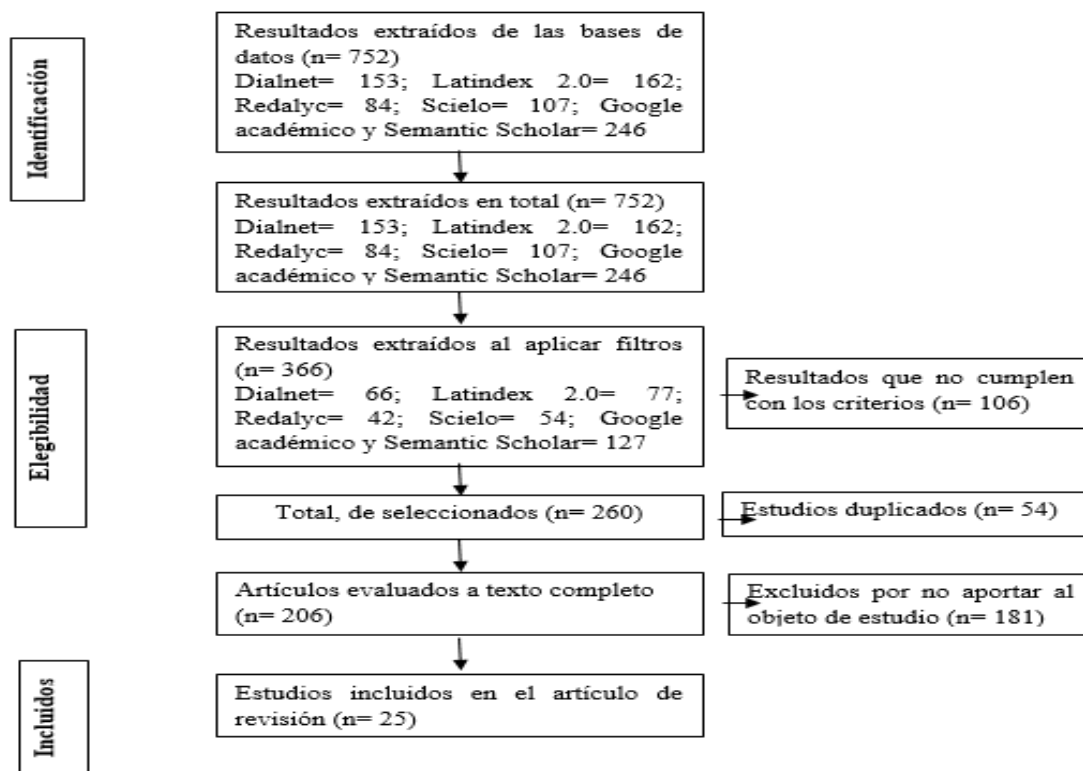 Identificación
Resultados extraídos de las bases de
datos (n= 752)
Dialnet= 153; Latindex 2.0= 162;
Redalyc= 84; Scielo= 107; Google
académico y Semantic Scholar= 246
Resultados extraídos en total (n= 752)
Dialnet= 153; Latindex 2.0= 162;
Redalyc= 84; Scielo= 107; Google
académico y Semantic Scholar= 246
Elegibilidad
Resultados extraídos al aplicar filtros
(n= 366)
Dialnet= 66; Latindex 2.0= 77;
Redalyc= 42; Scielo= 54; Google
académico y Semantic Scholar= 127
Resultados que no cumplen
con los criterios (n= 106)
Total, de seleccionados (n= 260)
Estudios duplicados (n= 54)
Artículos evaluados a texto completo
(n= 206)
Excluidos por no aportar al
objeto de estudio (n= 181)
Incluidos
Estudios incluidos en el artículo de
revisión (n= 25)